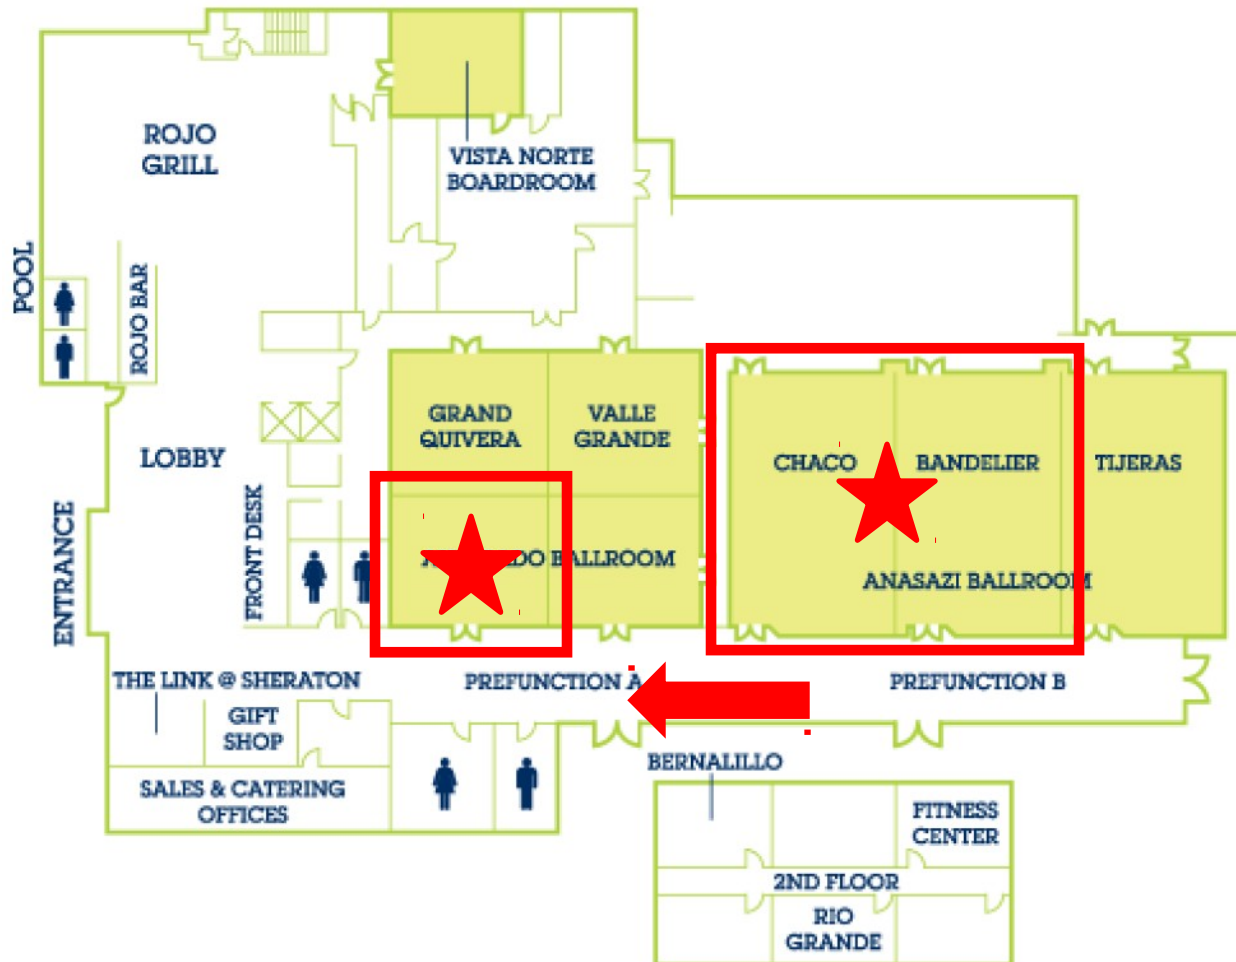 ROJO
GRILL
VISTA NORTE
BOARDROOM
POOL
ROJO BAR
GRAND
QUIVERA
VALLE
GRANDE
CHACO
BANDELIER
TIJERAS
LOBBY
ENTRANCE
FRONT DESK
BALLROOM
ANASAZI BALLROOM
THE LINK @ SHERATON
PREFUNCTION A
PREFUNCTION B
GIFT
SHOP
SALES & CATERING
OFFICES
BERNALILLO
FITNESS
CENTER
2ND FLOOR
RIO
GRANDE